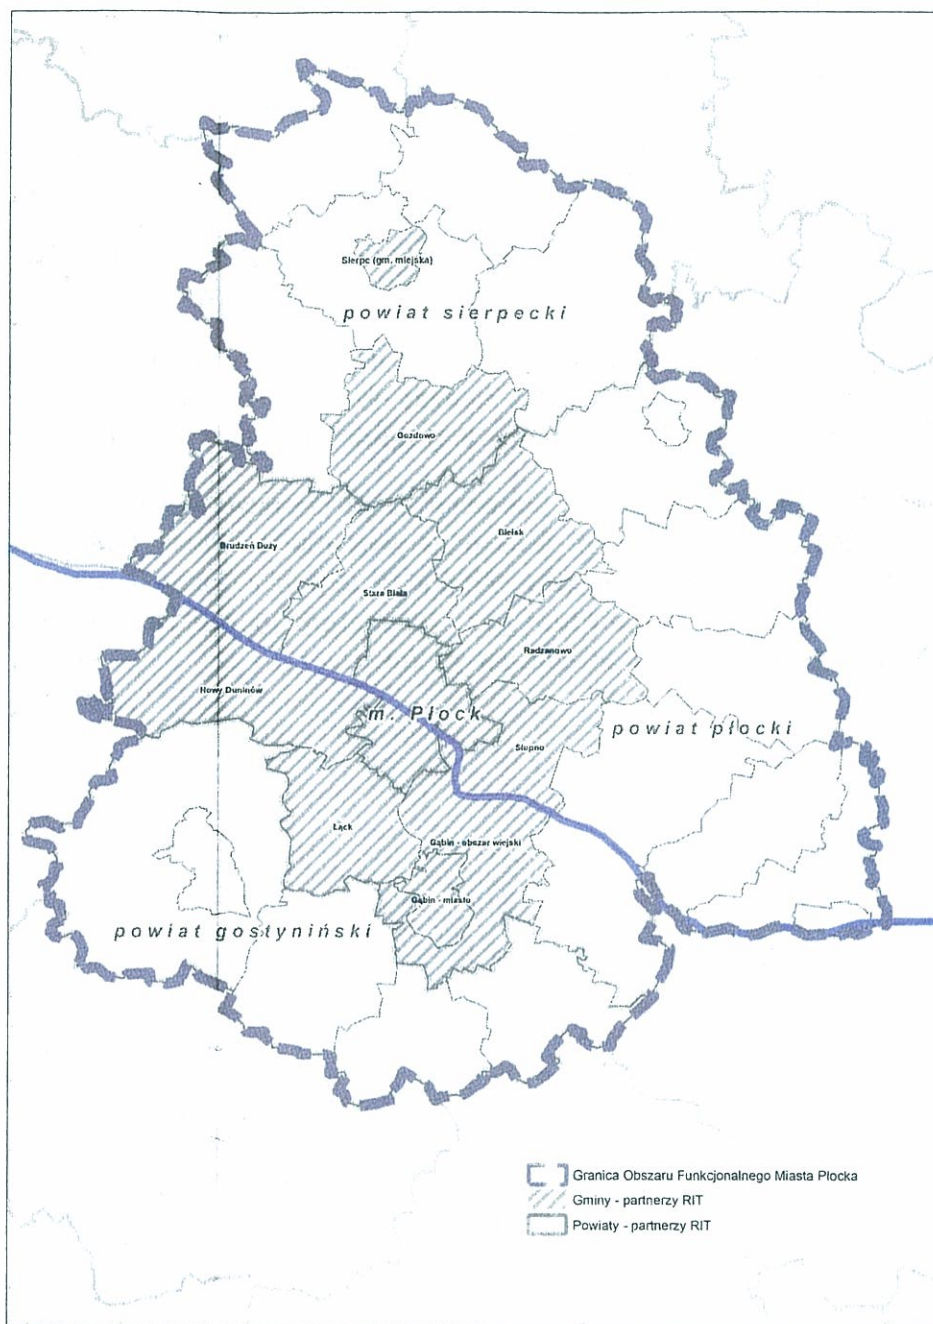 Sierpc (gm. miejska)
powiat sierpecki
Gozdowo
Bielsk
Brudzeń Duży
Stara Biała
Radzanowo
Nowy Duninów
m. Płock
Słupno
powiat płocki
Łąck
Gąbin - obszar wiejski
Gąbin - miasto
powiat gostyniński
Granica Obszaru Funkcjonalnego Miasta Płocka
Gminy - partnerzy RIT
Powiaty - partnerzy RIT